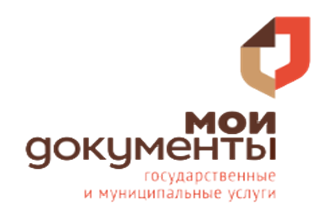 мои
документы
государственные
и муниципальные услуги